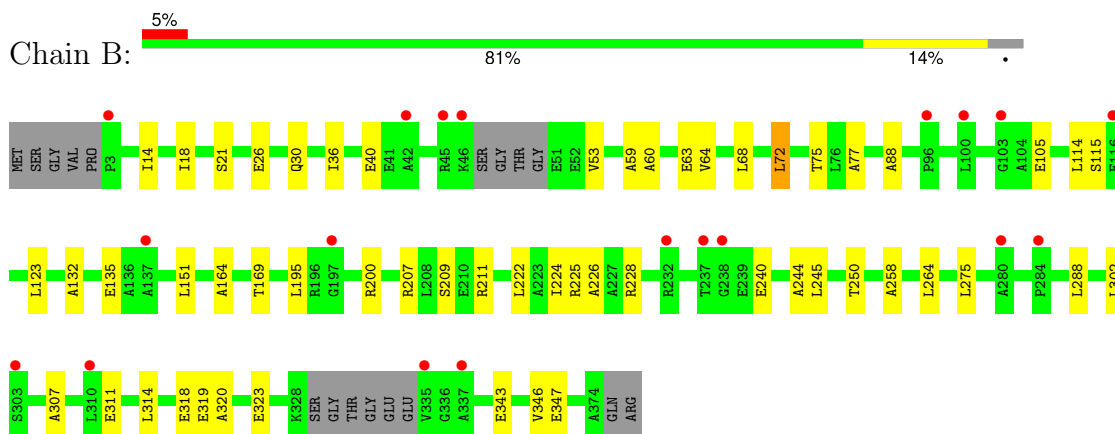 5%
Chain B:
81% 14% •
MET SER GLY VAL PRO P3 I14 I18 S21 E26 Q30 I36 E40 E41 A42 R45 K46 SER GLY THR GLY E51 E52 V53 A59 A60 E63 V64 L68 L72 T75 L76 A77 A88 P96 L100 G103 A104 E105 L114 S115 E116
L123 A132 E135 A136 A137 L151 A164 T169 L195 R196 G197 R200 R207 L208 S209 E210 R211 L222 A223 I224 R225 A226 A227 R228 R232 T237 G238 E239 E240 A244 L245 T250 A258 L264 L275 A280 P284 L288 L302
S303 A307 L310 E311 L314 E318 E319 A320 E323 K328 SER GLY THR GLY GLU GLU V335 G336 A337 E343 V346 E347 A374 GLN ARG